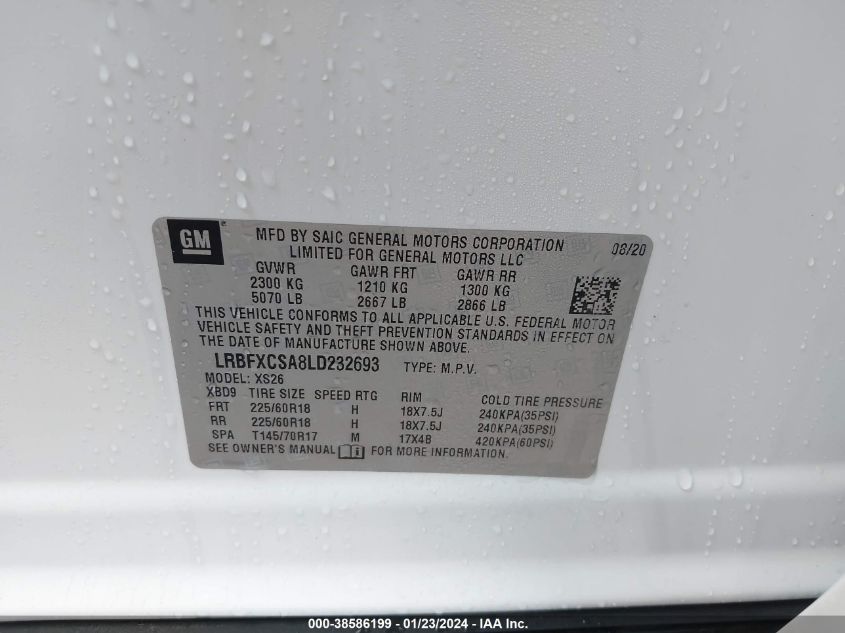 GM
MFD BY SAIC GENERAL MOTORS CORPORATION
LIMITED FOR GENERAL MOTORS LLC
08/20
GVWR GAWR FRT GAWR RR
2300 KG 1210 KG 1300 KG
5070 LB 2667 LB 2866 LB
THIS VEHICLE CONFORMS TO ALL APPLICABLE U.S. FEDERAL MOTOR
VEHICLE SAFETY AND THEFT PREVENTION STANDARDS IN EFFECT ON
THE DATE OF MANUFACTURE SHOWN ABOVE.
LRBFXCSA8LD232693 TYPE: M.P.V.
MODEL: XS26
XBD9 TIRE SIZE SPEED RTG RIM COLD TIRE PRESSURE
FRT 225/60R18 H 18X7.5J 240KPA(35PSI)
RR 225/60R18 H 18X7.5J 240KPA(35PSI)
SPA T145/70R17 M 17X4B 420KPA(60PSI)
SEE OWNER'S MANUAL FOR MORE INFORMATION.
000-38586199 - 01/23/2024 - IAA Inc.